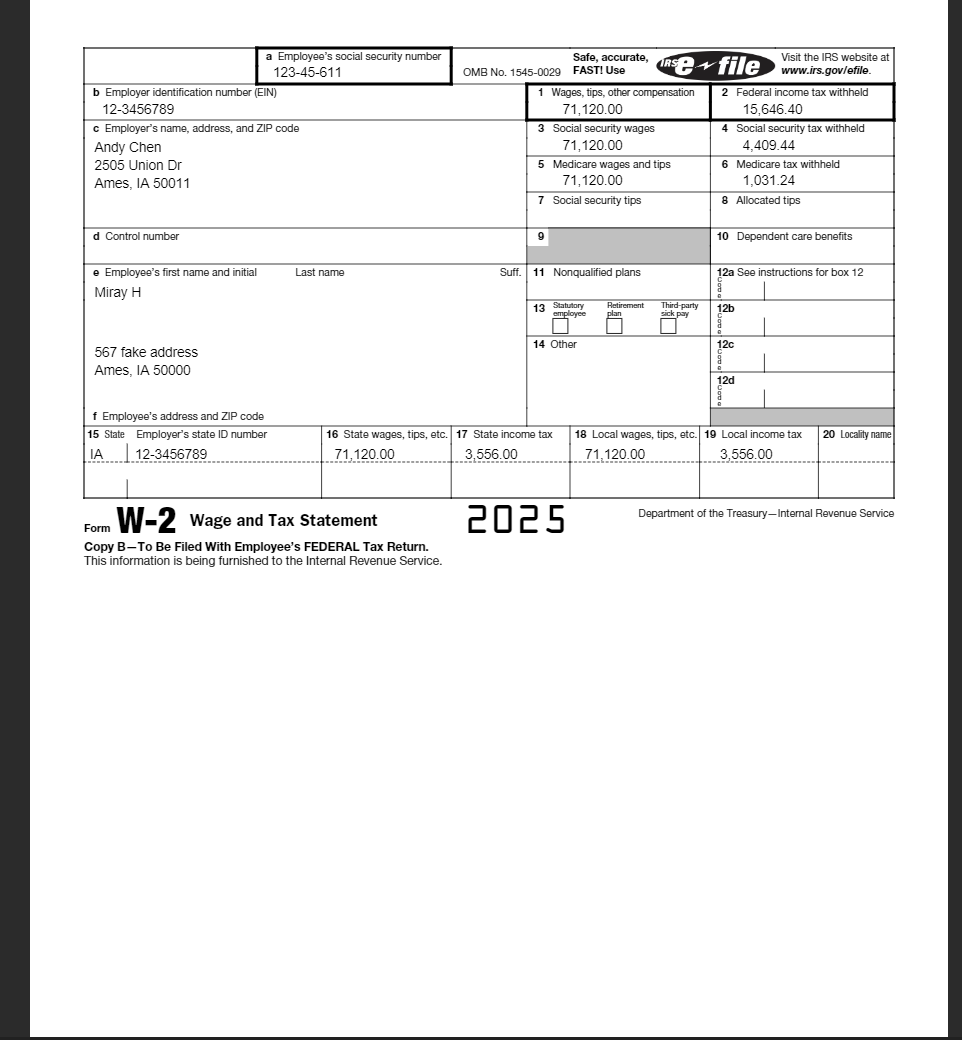 a Employee's social security number
123-45-611
OMB No. 1545-0029
Safe, accurate,
FAST! Use
IRS e-file
Visit the IRS website at
www.irs.gov/efile.
b Employer identification number (EIN)
12-3456789
1 Wages, tips, other compensation
71,120.00
2 Federal income tax withheld
15,646.40
c Employer's name, address, and ZIP code
Andy Chen
2505 Union Dr
Ames, IA 50011
3 Social security wages
71,120.00
4 Social security tax withheld
4,409.44
5 Medicare wages and tips
71,120.00
6 Medicare tax withheld
1,031.24
7 Social security tips
8 Allocated tips
d Control number
9
10 Dependent care benefits
e Employee's first name and initial Last name Suff.
Miray H
567 fake address
Ames, IA 50000
f Employee's address and ZIP code
11 Nonqualified plans
12a See instructions for box 12
Code
13 Statutory employee Retirement plan Third-party sick pay
12b
Code
14 Other
12c
Code
12d
Code
15 State Employer's state ID number 16 State wages, tips, etc. 17 State income tax 18 Local wages, tips, etc. 19 Local income tax 20 Locality name
IA 12-3456789 71,120.00 3,556.00 71,120.00 3,556.00
Form W-2 Wage and Tax Statement 2025 Department of the Treasury—Internal Revenue Service
Copy B—To Be Filed With Employee's FEDERAL Tax Return.
This information is being furnished to the Internal Revenue Service.